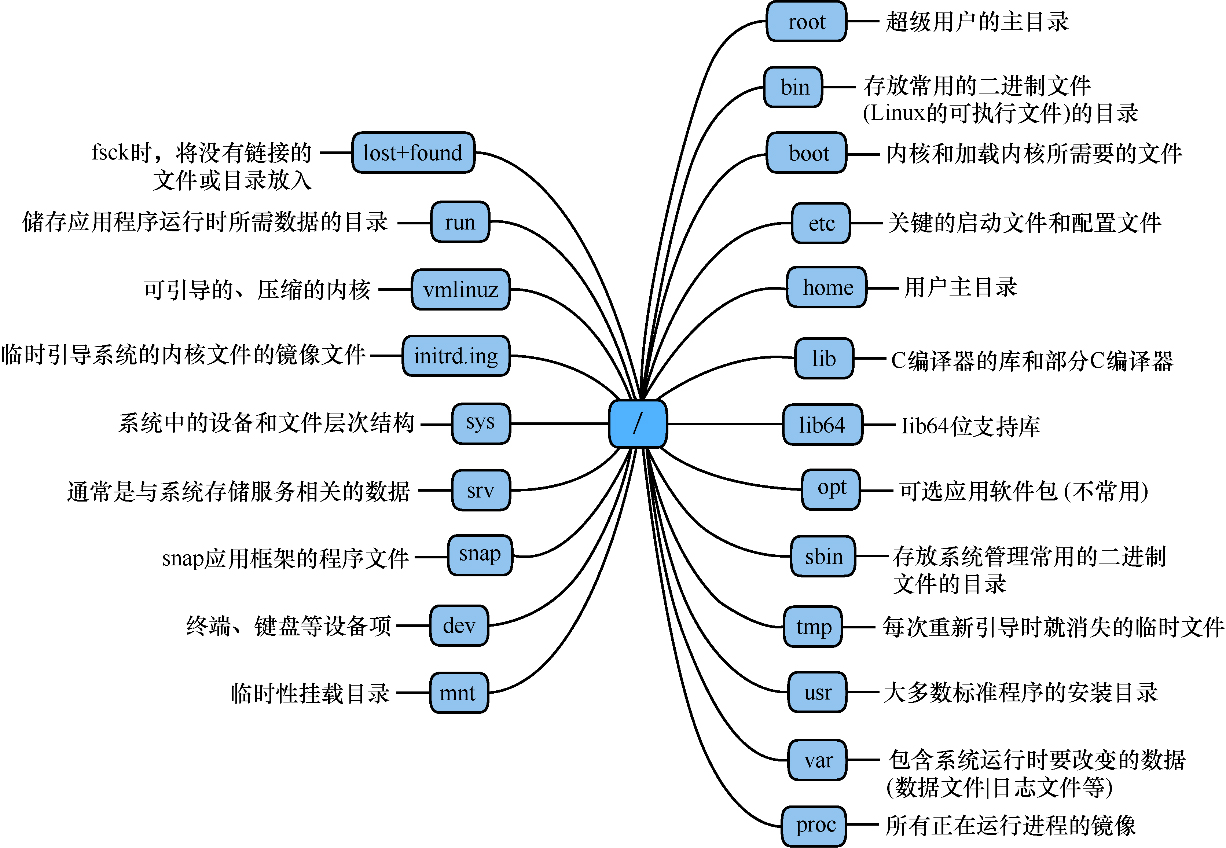 root
超级用户的主目录
bin
存放常用的二进制文件
(Linux的可执行文件)的目录
boot
内核和加载内核所需要的文件
etc
关键的启动文件和配置文件
home
用户主目录
lib
C编译器的库和部分C编译器
lib64
lib64位支持库
opt
可选应用软件包 (不常用)
sbin
存放系统管理常用的二进制
文件的目录
tmp
每次重新引导时就消失的临时文件
usr
大多数标准程序的安装目录
var
包含系统运行时要改变的数据
(数据文件|日志文件等)
proc
所有正在运行进程的镜像
/
lost+found
fsck时，将没有链接的
文件或目录放入
run
储存应用程序运行时所需数据的目录
vmlinuz
可引导的、压缩的内核
initrd.ing
临时引导系统的内核文件的镜像文件
sys
系统中的设备和文件层次结构
srv
通常是与系统存储服务相关的数据
snap
snap应用框架的程序文件
dev
终端、键盘等设备项
mnt
临时性挂载目录